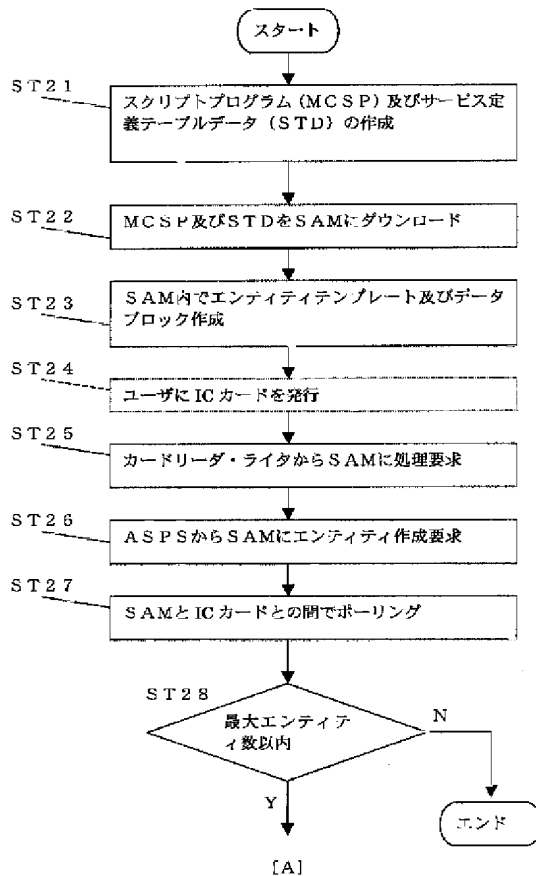 スタート
ST21
スクリプトプログラム(MCSP)及びサービス定
義テーブルデータ(STD)の作成
ST22
MCSP及びSTDをSAMにダウンロード
ST23
SAM内でエンティティテンプレート及びデータ
ブロック作成
ST24
ユーザにICカードを発行
ST25
カードリーダ・ライタからSAMに処理要求
ST26
ASPSからSAMにエンティティ作成要求
ST27
SAMとICカードとの間でポーリング
ST28
最大エンティテ
ィ数以内
N
Y
エンド
[A]